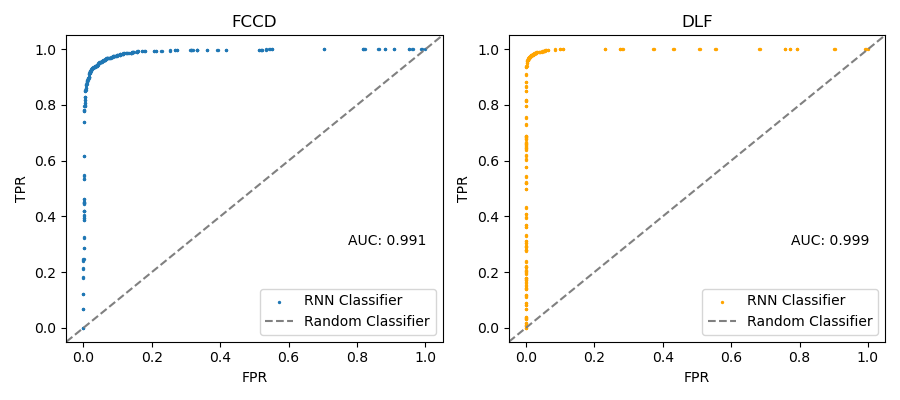 FCCD
TPR
1.0
0.8
0.6
0.4
0.2
0.0
AUC: 0.991
RNN Classifier
Random Classifier
0.0 0.2 0.4 0.6 0.8 1.0
FPR
DLF
TPR
1.0
0.8
0.6
0.4
0.2
0.0
AUC: 0.999
RNN Classifier
Random Classifier
0.0 0.2 0.4 0.6 0.8 1.0
FPR